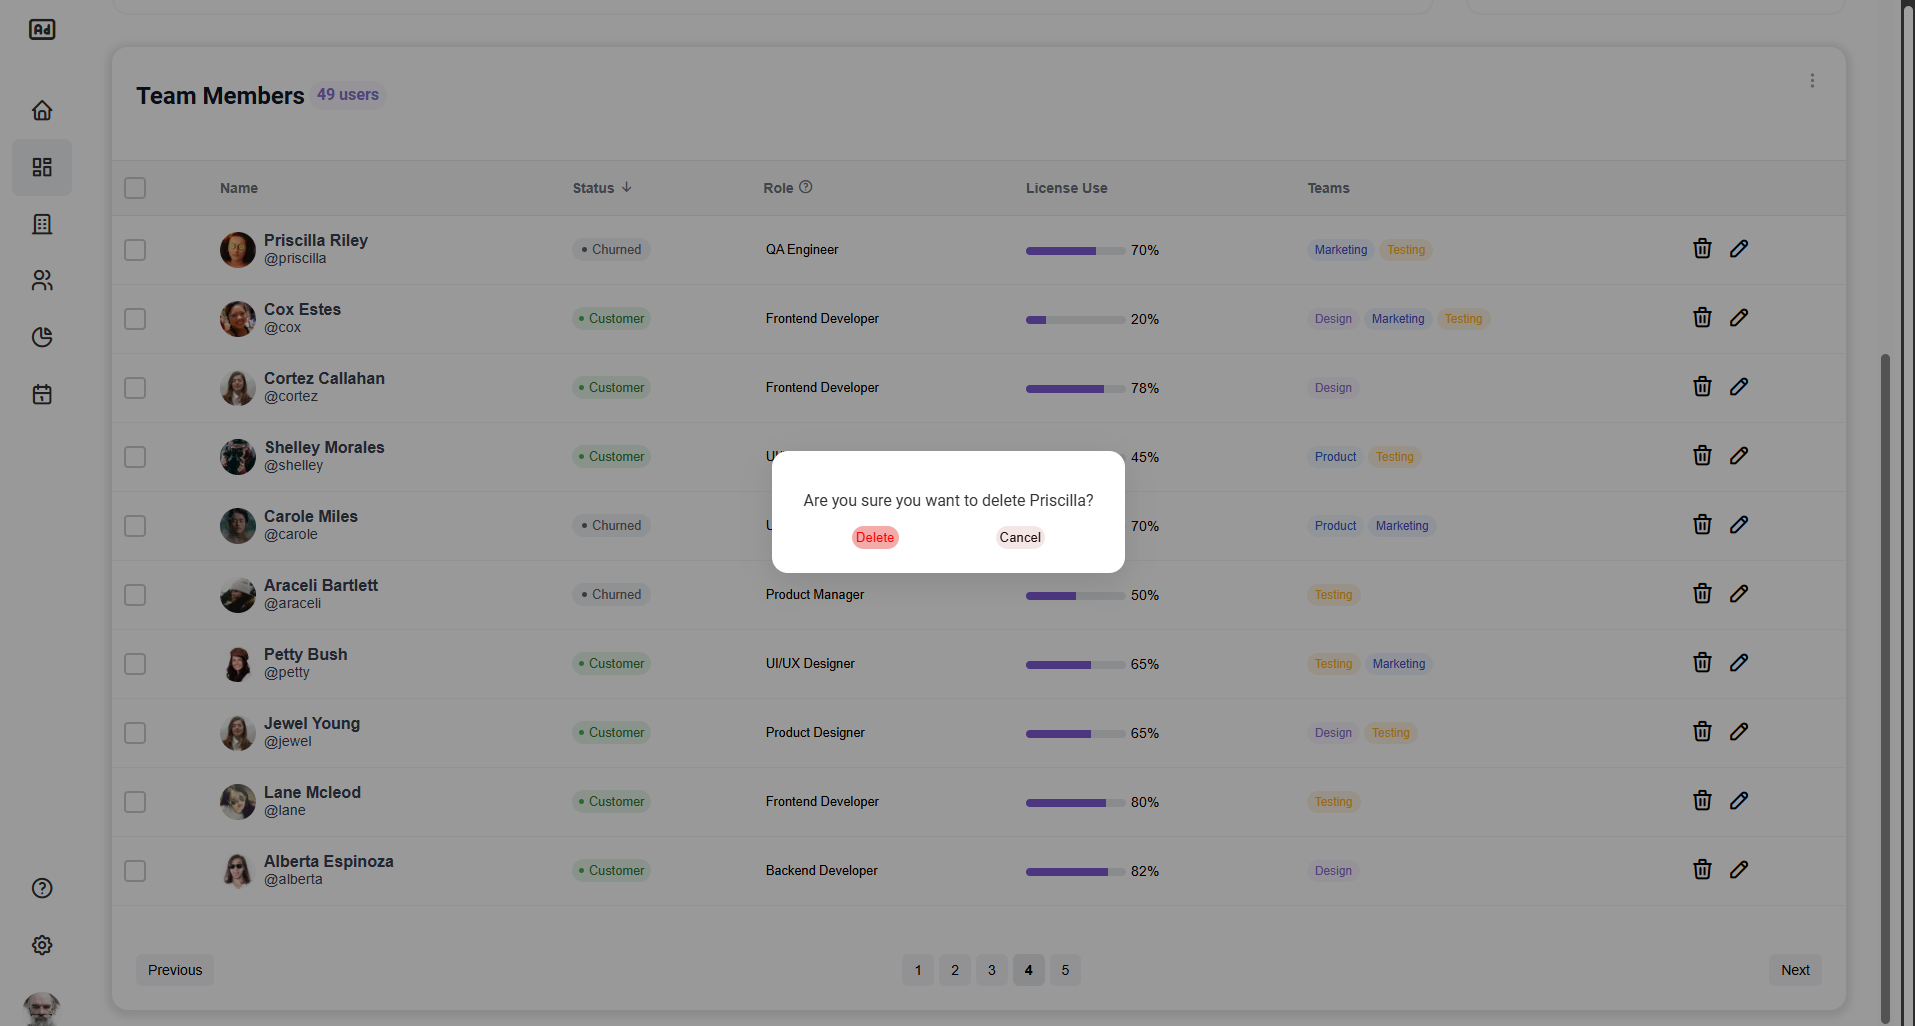 Ad
Team Members 49 users
Name Status Role License Use Teams
Priscilla Riley
@priscilla
Churned QA Engineer 70% Marketing Testing
Cox Estes
@cox
Customer Frontend Developer 20% Design Marketing Testing
Cortez Callahan
@cortez
Customer Frontend Developer 78% Design
Shelley Morales
@shelley
Customer 45% Product Testing
Are you sure you want to delete Priscilla?
Delete Cancel
Carole Miles
@carole
Churned 70% Product Marketing
Araceli Bartlett
@araceli
Churned Product Manager 50% Testing
Petty Bush
@petty
Customer UI/UX Designer 65% Testing Marketing
Jewel Young
@jewel
Customer Product Designer 65% Design Testing
Lane Mcleod
@lane
Customer Frontend Developer 80% Testing
Alberta Espinoza
@alberta
Customer Backend Developer 82% Design
Previous 1 2 3 4 5 Next